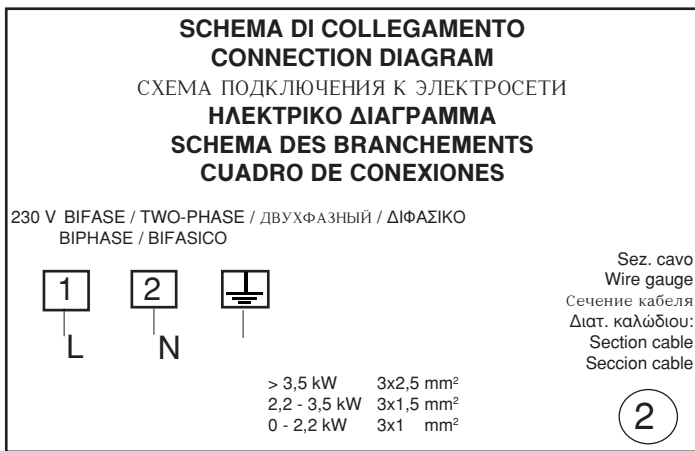 SCHEMA DI COLLEGAMENTO
CONNECTION DIAGRAM
СХЕМА ПОДКЛЮЧЕНИЯ К ЭЛЕКТРОСЕТИ
ΗΛΕΚΤΡΙΚΟ ΔΙΑΓΡΑΜΜΑ
SCHEMA DES BRANCHEMENTS
CUADRO DE CONEXIONES
230 V BIFASE / TWO-PHASE / ДВУХФАЗНЫЙ / ΔΙΦΑΣΙΚΟ
BIPHASE / BIFASICO
1 2
L N
Sez. cavo
Wire gauge
Сечение кабеля
Διατ. καλώδιου:
Section cable
Seccion cable
> 3,5 kW 3x2,5 mm²
2,2 - 3,5 kW 3x1,5 mm²
0 - 2,2 kW 3x1 mm²
2